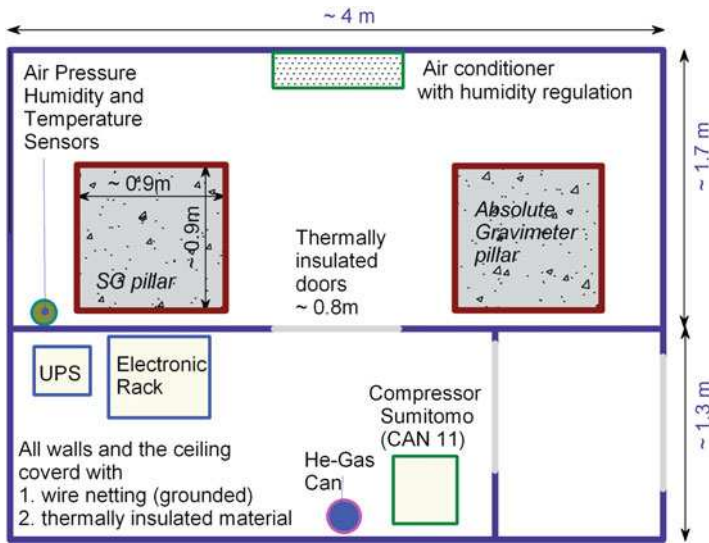 ~ 4 m
Air Pressure
Humidity and
Temperature
Sensors
Air conditioner
with humidity regulation
~ 1.7 m
~ 0.9m
~ 0.9m
SG pillar
Absolute
Gravimeter
pillar
Thermally
insulated
doors
~ 0.8m
UPS
Electronic
Rack
Compressor
Sumitomo
(CAN 11)
~ 1.3 m
All walls and the ceiling
coverd with
1. wire netting (grounded)
2. thermally insulated material
He-Gas
Can